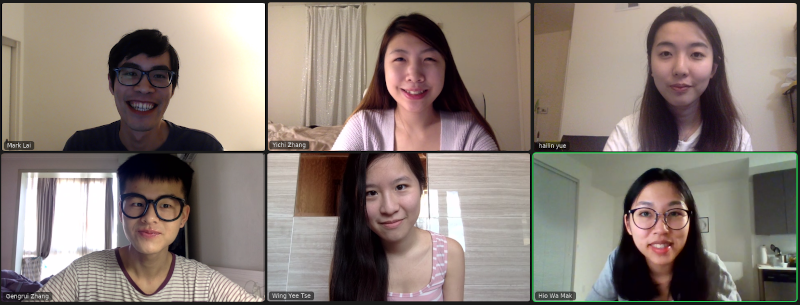 Mark Lai
Yichi Zhang
hailin yue
Gengrui Zhang
Wing Yee Tse
Hio Wa Mak